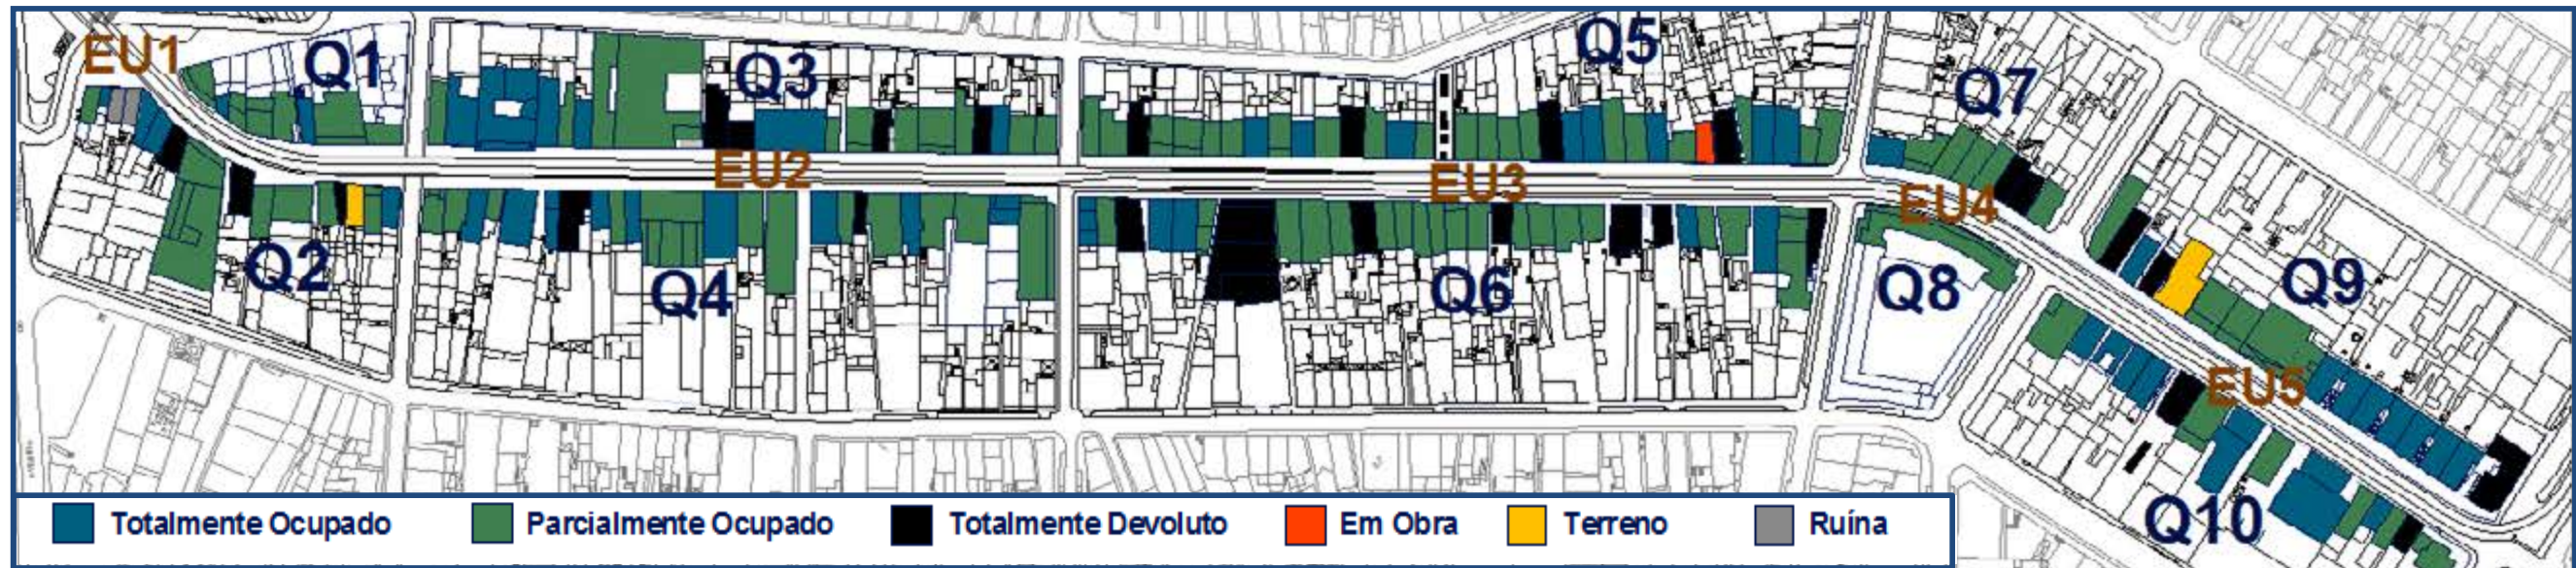 EU1
Q1
Q3
Q5
Q7
EU2
EU3
EU4
Q2
Q4
Q6
Q8
Q9
EU5
Q10
Totalmente Ocupado
Parcialmente Ocupado
Totalmente Devoluto
Em Obra
Terreno
Ruína